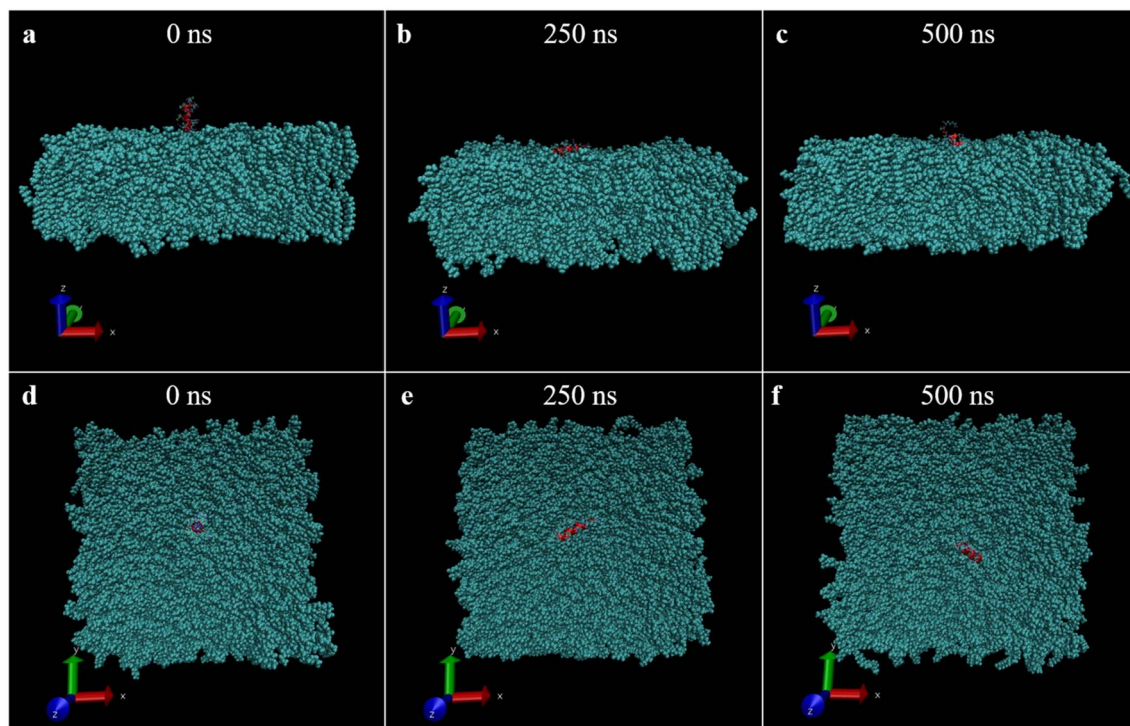 a 0 ns
b 250 ns
c 500 ns
z x
z x
z x
d 0 ns
e 250 ns
f 500 ns
y z x
y z x
y z x